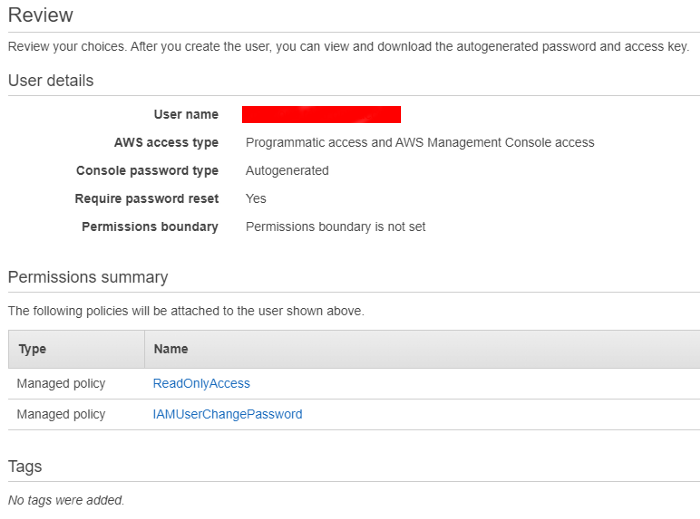 Review
Review your choices. After you create the user, you can view and download the autogenerated password and access key.
User details
User name
AWS access type Programmatic access and AWS Management Console access
Console password type Autogenerated
Require password reset Yes
Permissions boundary Permissions boundary is not set
Permissions summary
The following policies will be attached to the user shown above.
Type Name
Managed policy ReadOnlyAccess
Managed policy IAMUserChangePassword
Tags
No tags were added.